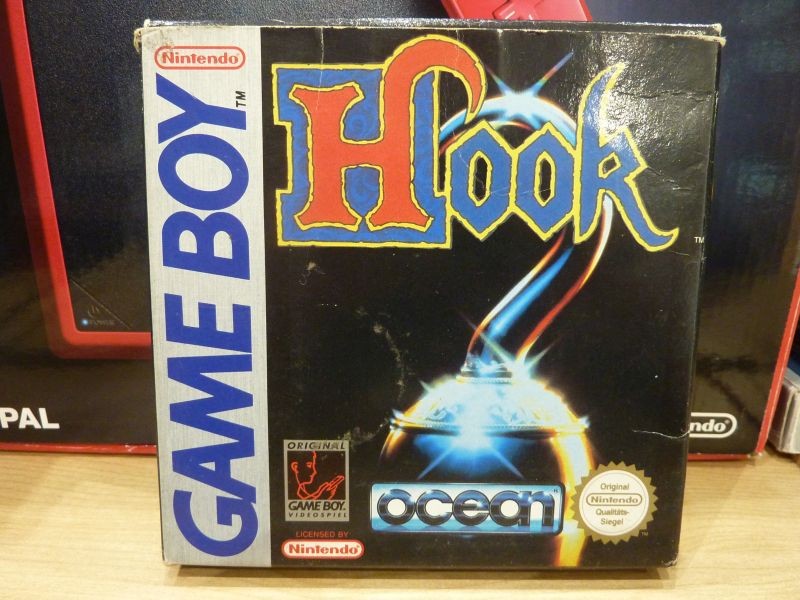 Nintendo
GAME BOY
TM
Hook
TM
ORIGINAL
GAME BOY
VIDEOSPIEL
LICENSED BY
Nintendo
ocean
Original
Nintendo
Qualitäts-
Siegel
TM
PAL
ndo